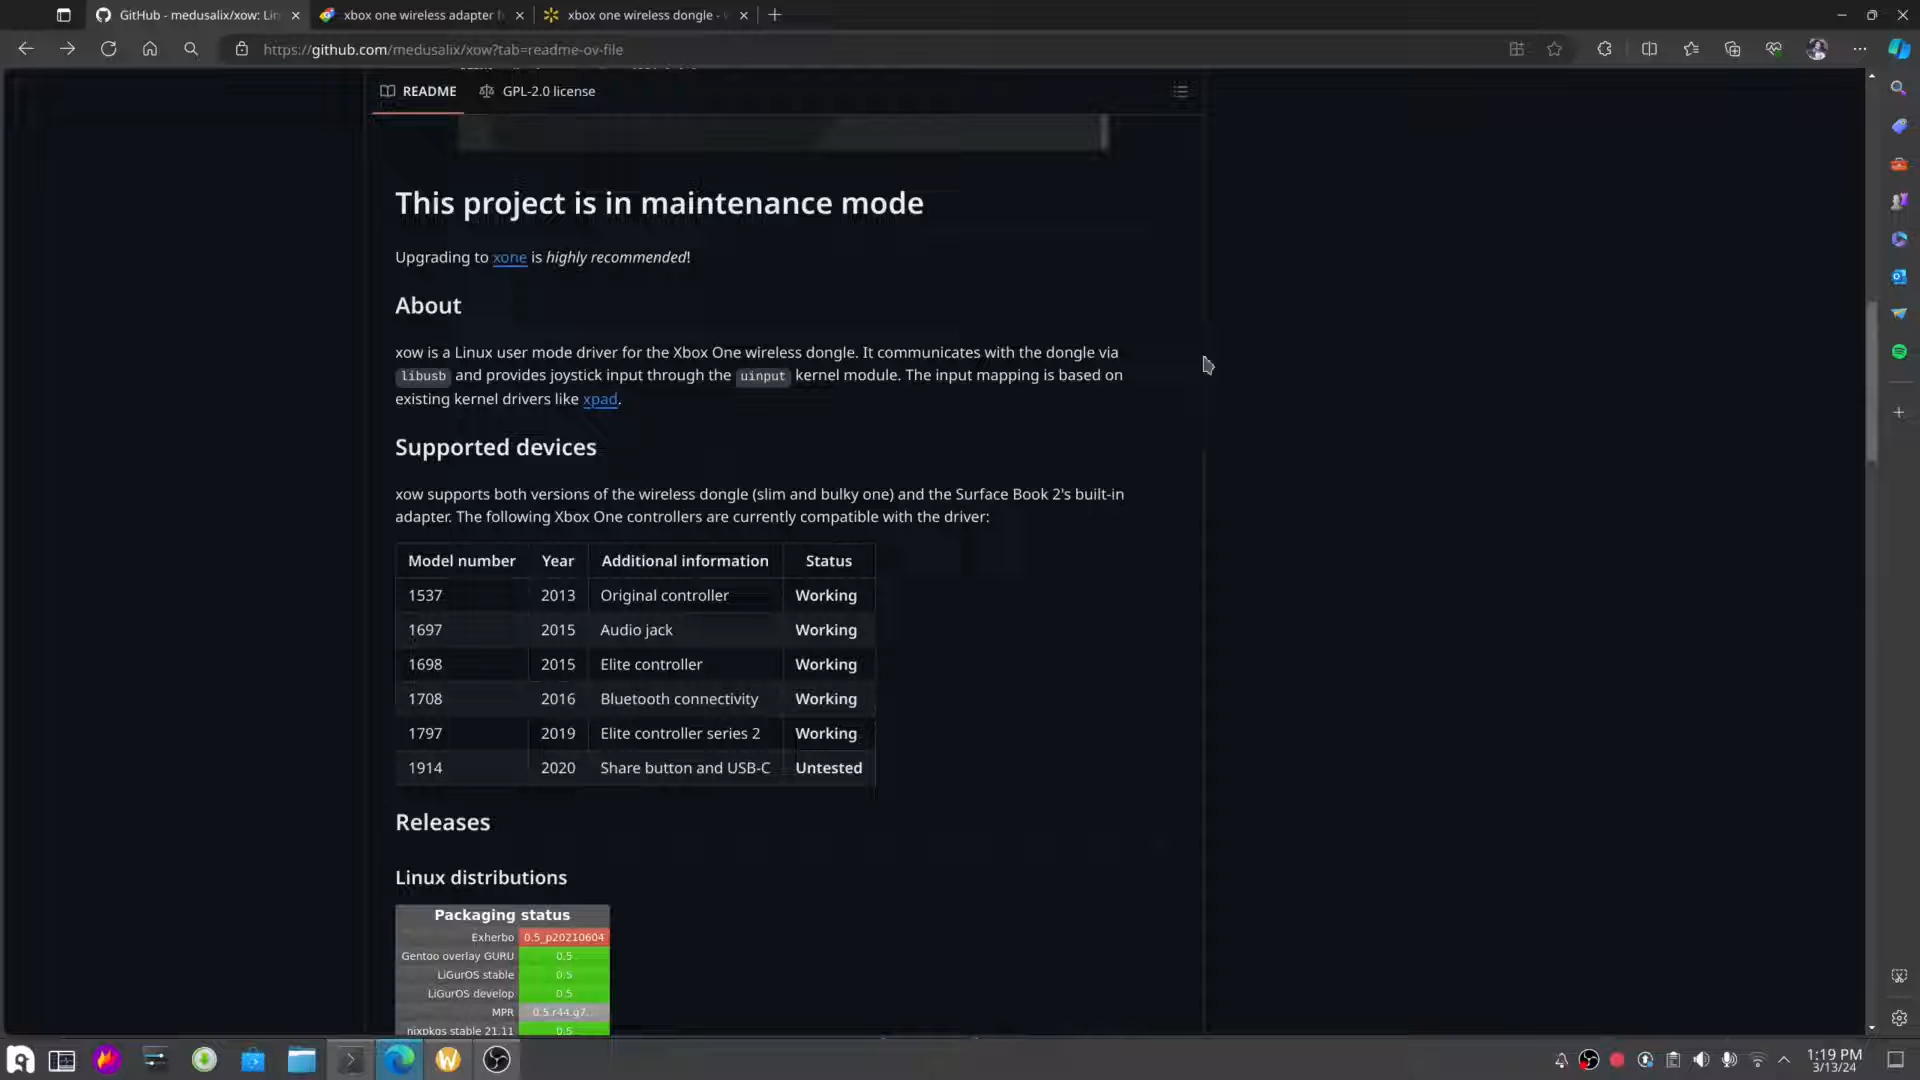 GitHub - medusalix/xow: Lin
xbox one wireless adapter
xbox one wireless dongle -
https://github.com/medusalix/xow?tab=readme-ov-file
README
GPL-2.0 license
This project is in maintenance mode
Upgrading to xone is highly recommended!
About
xow is a Linux user mode driver for the Xbox One wireless dongle. It communicates with the dongle via
libusb and provides joystick input through the uinput kernel module. The input mapping is based on
existing kernel drivers like xpad.
Supported devices
xow supports both versions of the wireless dongle (slim and bulky one) and the Surface Book 2's built-in
adapter. The following Xbox One controllers are currently compatible with the driver:
Model number Year Additional information Status
1537 2013 Original controller Working
1697 2015 Audio jack Working
1698 2015 Elite controller Working
1708 2016 Bluetooth connectivity Working
1797 2019 Elite controller series 2 Working
1914 2020 Share button and USB-C Untested
Releases
Linux distributions
Packaging status
Exherbo 0.5_p20210604
Gentoo overlay GURU 0.5
LiGurOS stable 0.5
LiGurOS develop 0.5
MPR 0.5.r44.g7...
nixpkgs stable 21.11 0.5
1:19 PM
3/13/24